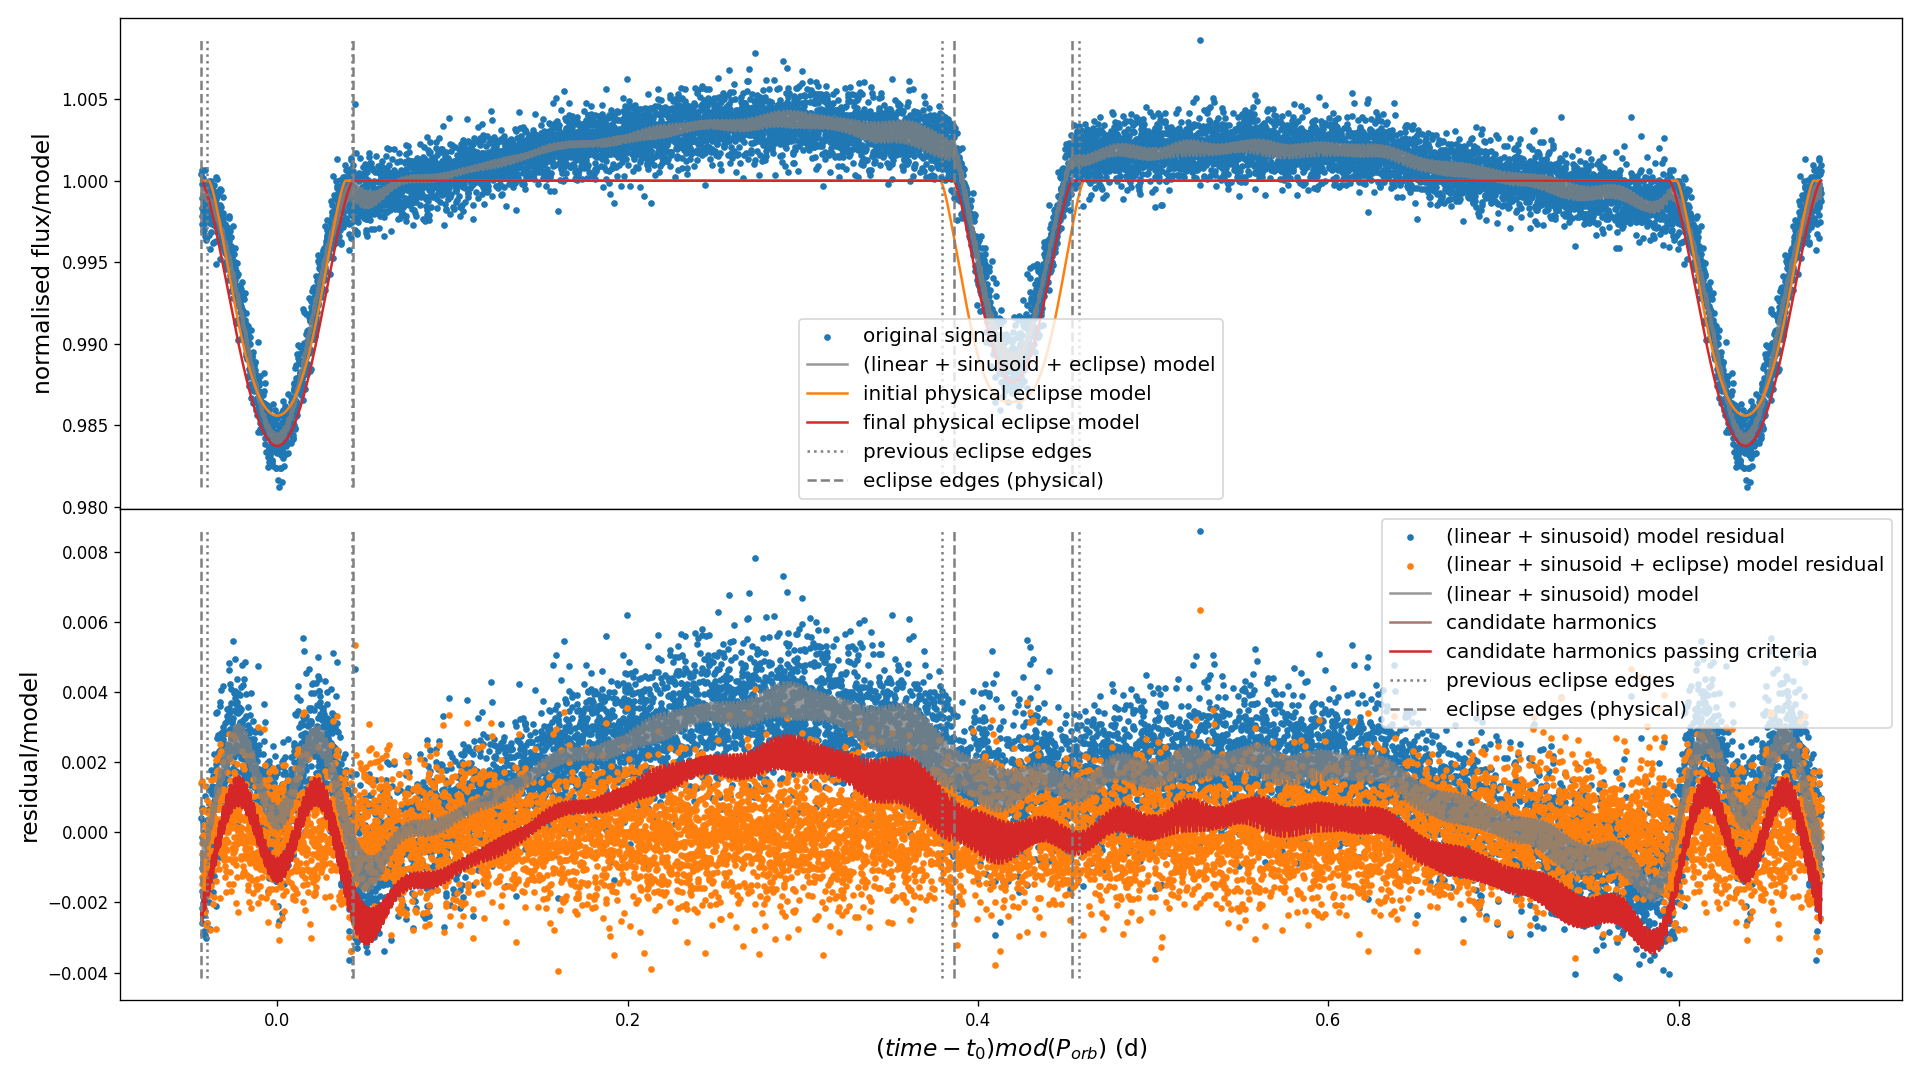 normalised flux/model
1.005
1.000
0.995
0.990
0.985
0.980
original signal
(linear + sinusoid + eclipse) model
initial physical eclipse model
final physical eclipse model
previous eclipse edges
eclipse edges (physical)
residual/model
0.008
0.006
0.004
0.002
0.000
−0.002
−0.004
(linear + sinusoid) model residual
(linear + sinusoid + eclipse) model residual
(linear + sinusoid) model
candidate harmonics
candidate harmonics passing criteria
previous eclipse edges
eclipse edges (physical)
0.0 0.2 0.4 0.6 0.8
(time − t₀)mod(P_orb) (d)